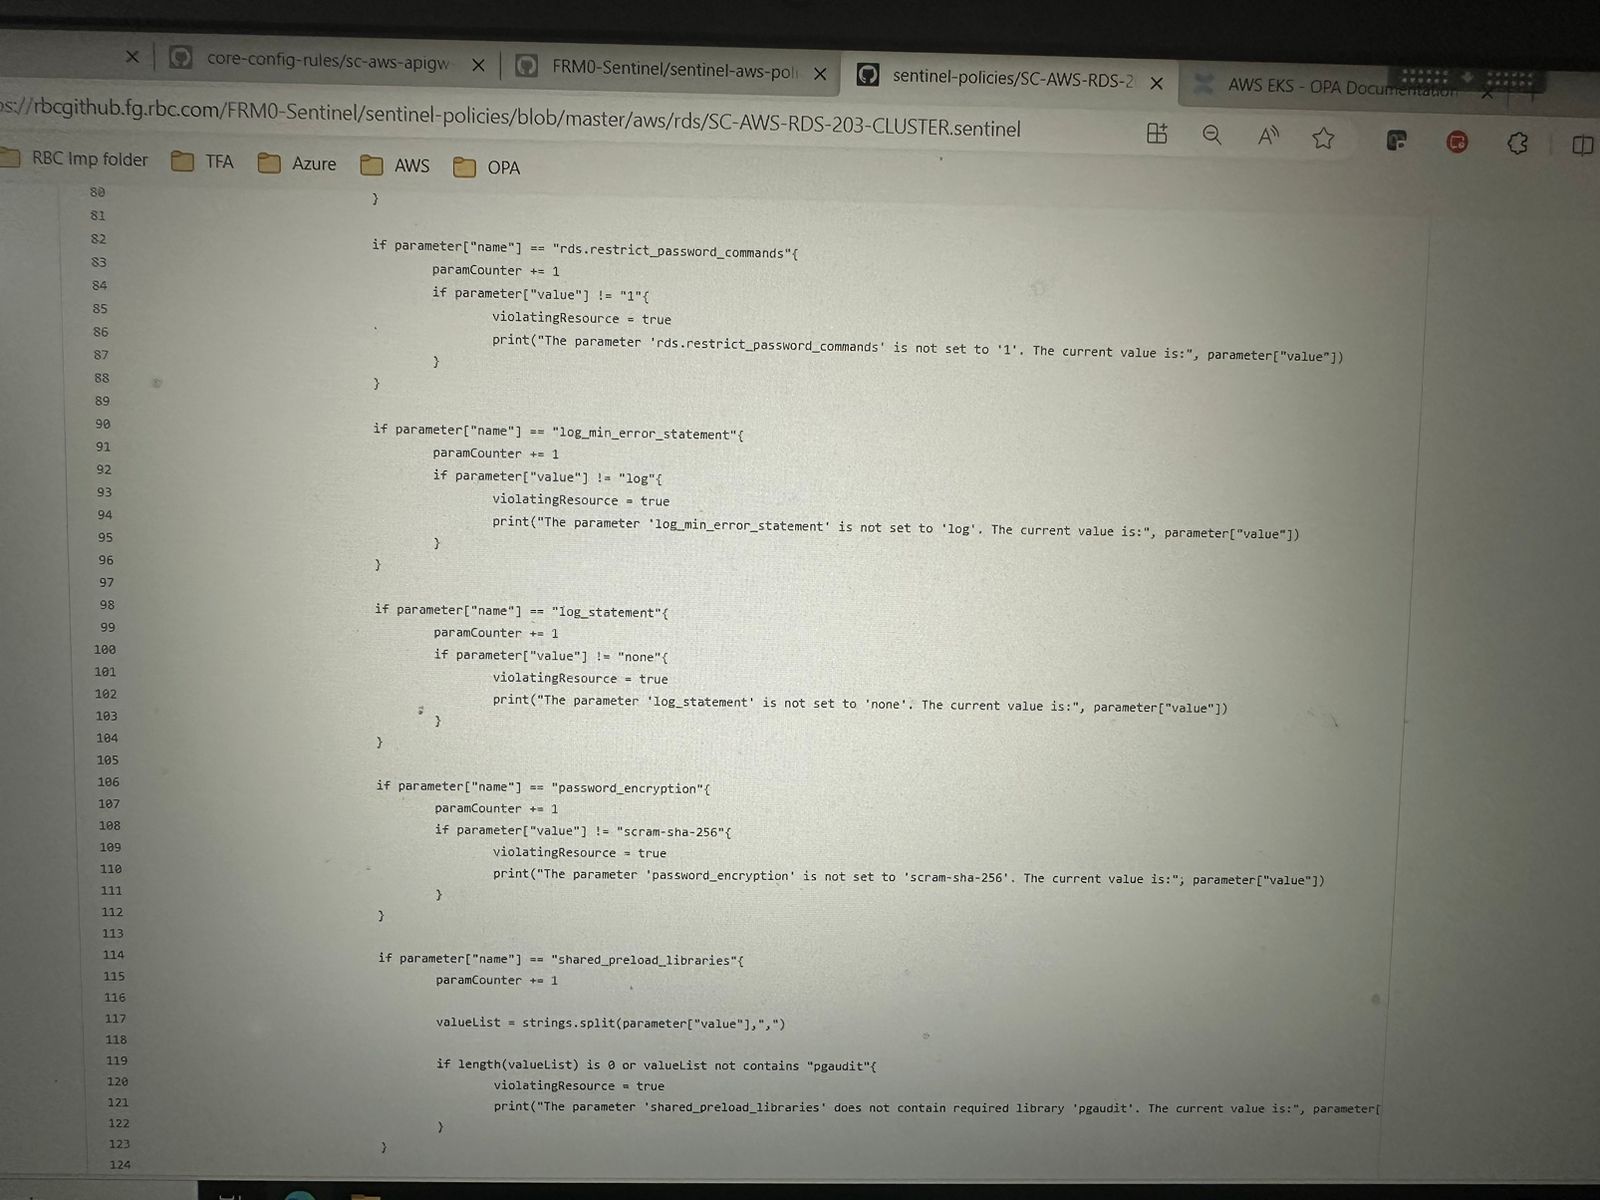 core-config-rules/sc-aws-apigw
FRM0-Sentinel/sentinel-aws-poli
sentinel-policies/SC-AWS-RDS-2
AWS EKS - OPA Documentation
ps://rbcgithub.fg.rbc.com/FRM0-Sentinel/sentinel-policies/blob/master/aws/rds/SC-AWS-RDS-203-CLUSTER.sentinel
RBC Imp folder TFA Azure AWS OPA
80 }
81
82 if parameter["name"] == "rds.restrict_password_commands"{
83 paramCounter += 1
84 if parameter["value"] != "1"{
85 violatingResource = true
86 print("The parameter 'rds.restrict_password_commands' is not set to '1'. The current value is:", parameter["value"])
87 }
88 }
89
90 if parameter["name"] == "log_min_error_statement"{
91 paramCounter += 1
92 if parameter["value"] != "log"{
93 violatingResource = true
94 print("The parameter 'log_min_error_statement' is not set to 'log'. The current value is:", parameter["value"])
95 }
96 }
97
98 if parameter["name"] == "log_statement"{
99 paramCounter += 1
100 if parameter["value"] != "none"{
101 violatingResource = true
102 print("The parameter 'log_statement' is not set to 'none'. The current value is:", parameter["value"])
103 }
104 }
105
106 if parameter["name"] == "password_encryption"{
107 paramCounter += 1
108 if parameter["value"] != "scram-sha-256"{
109 violatingResource = true
110 print("The parameter 'password_encryption' is not set to 'scram-sha-256'. The current value is:", parameter["value"])
111 }
112 }
113
114 if parameter["name"] == "shared_preload_libraries"{
115 paramCounter += 1
116
117 valueList = strings.split(parameter["value"],",")
118
119 if length(valueList) is 0 or valueList not contains "pgaudit"{
120 violatingResource = true
121 print("The parameter 'shared_preload_libraries' does not contain required library 'pgaudit'. The current value is:", parameter[
122 }
123 }
124